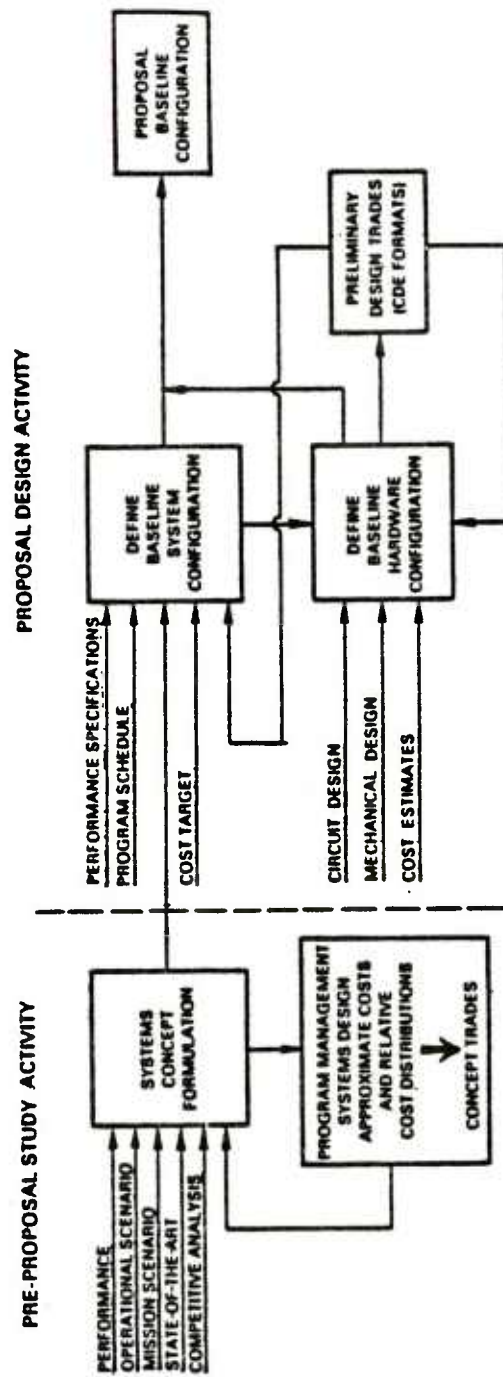 PRE-PROPOSAL STUDY ACTIVITY
PERFORMANCE
OPERATIONAL SCENARIO
MISSION SCENARIO
STATE-OF-THE-ART
COMPETITIVE ANALYSIS
SYSTEMS
CONCEPT
FORMULATION
PROGRAM MANAGEMENT
SYSTEMS DESIGN
APPROXIMATE COSTS
AND RELATIVE
COST DISTRIBUTIONS
CONCEPT TRADES
PROPOSAL DESIGN ACTIVITY
PERFORMANCE SPECIFICATIONS
PROGRAM SCHEDULE
COST TARGET
DEFINE
BASELINE
SYSTEM
CONFIGURATION
CIRCUIT DESIGN
MECHANICAL DESIGN
COST ESTIMATES
DEFINE
BASELINE
HARDWARE
CONFIGURATION
PRELIMINARY
DESIGN TRADES
(CDE FORMATS)
PROPOSAL
BASELINE
CONFIGURATION